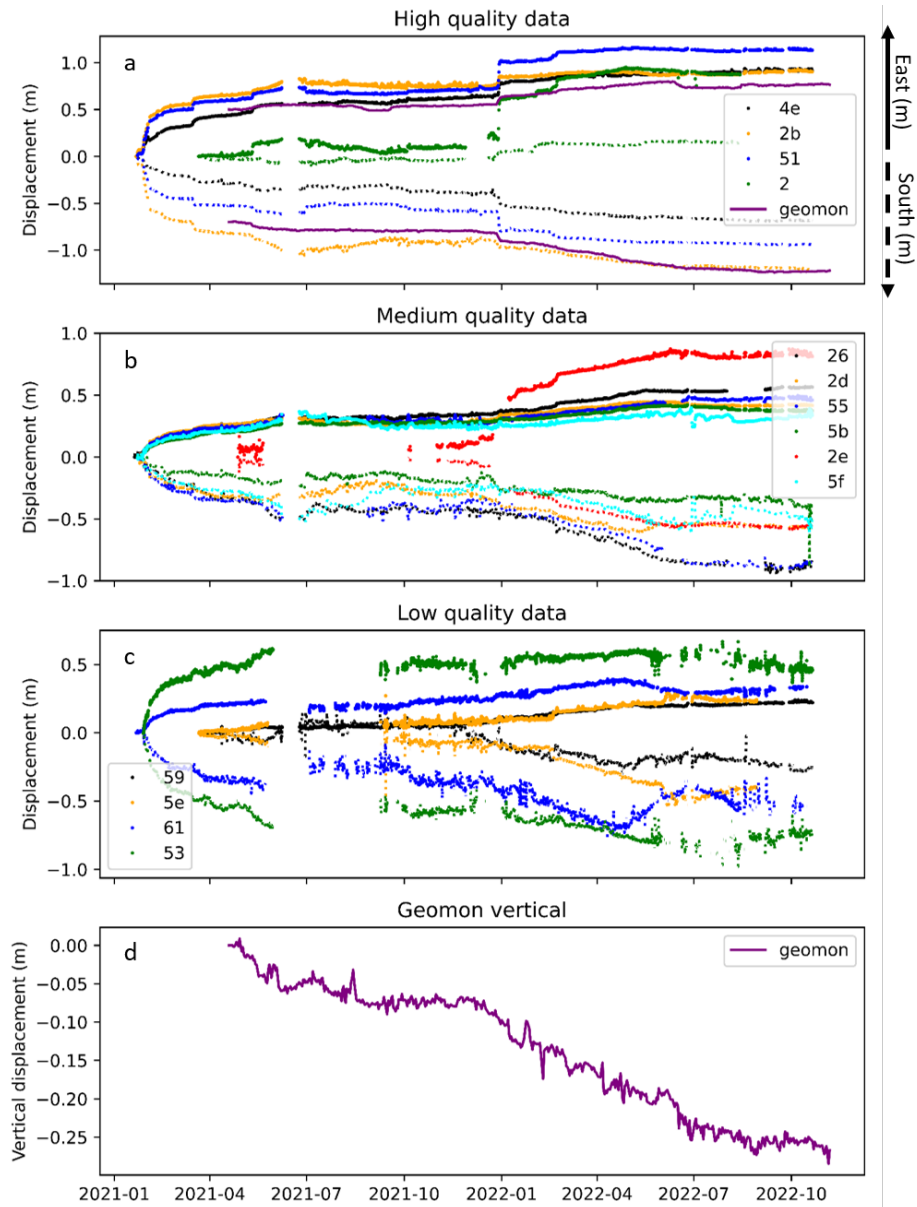 High quality data
a
Displacement (m)
1.0
0.5
0.0
−0.5
−1.0
4e
2b
51
2
geomon
East (m)
South (m)
Medium quality data
b
Displacement (m)
1.0
0.5
0.0
−0.5
−1.0
26
2d
55
5b
2e
5f
Low quality data
c
Displacement (m)
0.5
0.0
−0.5
−1.0
59
5e
61
53
Geomon vertical
d
Vertical displacement (m)
0.00
−0.05
−0.10
−0.15
−0.20
−0.25
geomon
2021-01 2021-04 2021-07 2021-10 2022-01 2022-04 2022-07 2022-10